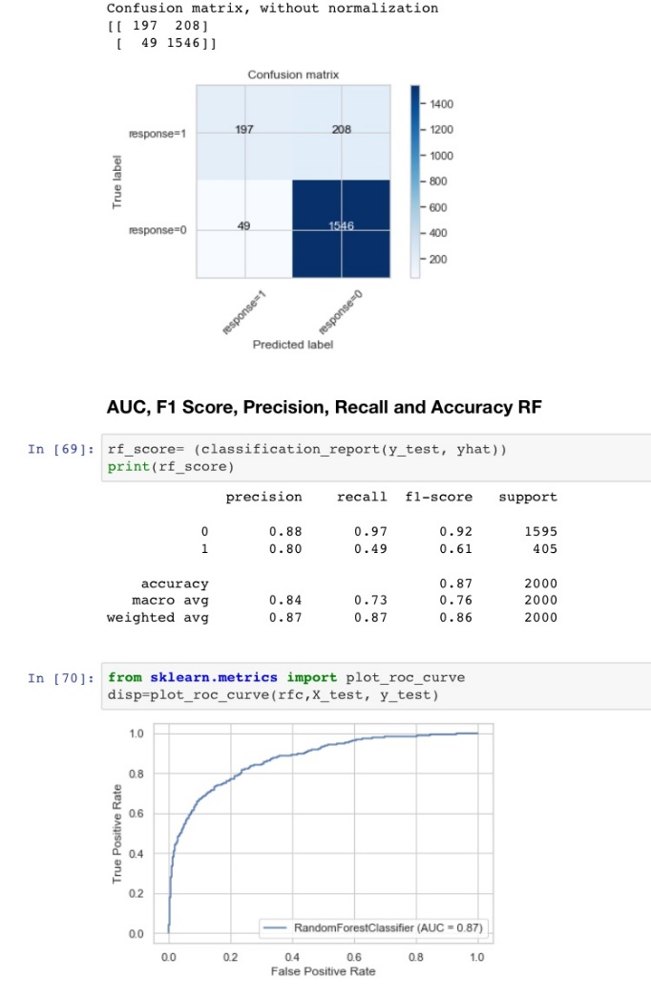 Confusion matrix, without normalization
[[ 197  208]
 [  49 1546]]
Confusion matrix
1400
1200
1000
800
600
400
200
response=1
197
208
True label
response=0
49
1546
response=1
response=0
Predicted label
AUC, F1 Score, Precision, Recall and Accuracy RF
In [69]: rf_score= (classification_report(y_test, yhat))
print(rf_score)
precision recall f1-score support
0 0.88 0.97 0.92 1595
1 0.80 0.49 0.61 405
accuracy 0.87 2000
macro avg 0.84 0.73 0.76 2000
weighted avg 0.87 0.87 0.86 2000
In [70]: from sklearn.metrics import plot_roc_curve
disp=plot_roc_curve(rfc,X_test, y_test)
1.0
0.8
0.6
0.4
0.2
0.0
True Positive Rate
RandomForestClassifier (AUC = 0.87)
0.0 0.2 0.4 0.6 0.8 1.0
False Positive Rate